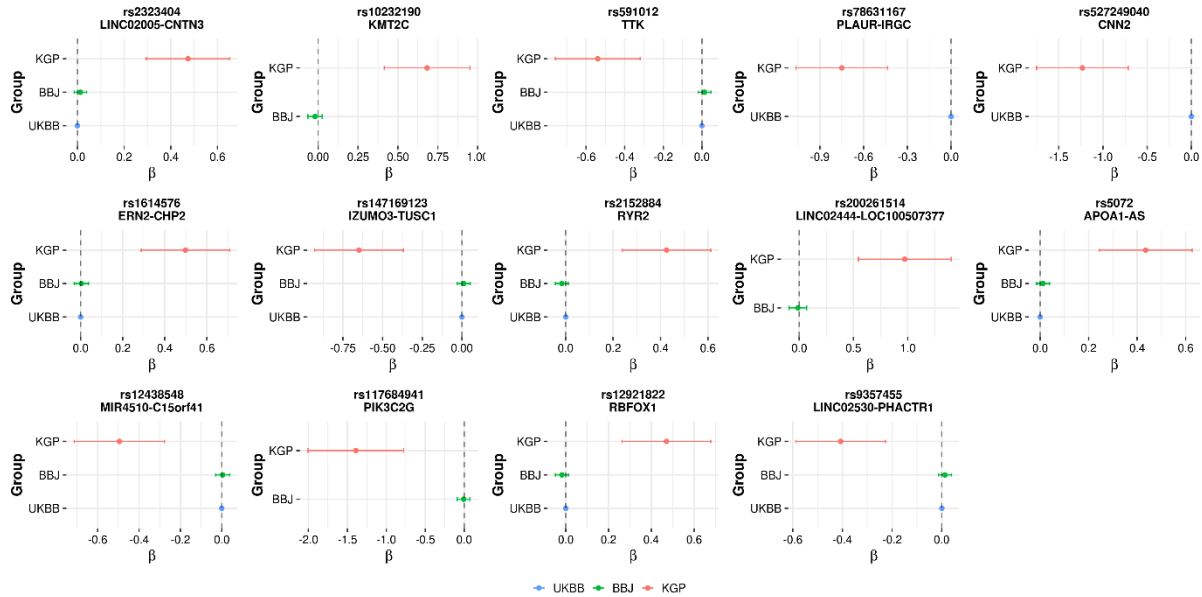 rs2323404
LINC02005-CNTN3
Group
KGP
BBJ
UKBB
0.0 0.2 0.4 0.6
β
rs10232190
KMT2C
Group
KGP
BBJ
0.00 0.25 0.50 0.75 1.00
β
rs591012
TTK
Group
KGP
BBJ
UKBB
-0.6 -0.4 -0.2 0.0
β
rs78631167
PLAUR-IRGC
Group
KGP
UKBB
-0.9 -0.6 -0.3 0.0
β
rs527249040
CNN2
Group
KGP
UKBB
-1.5 -1.0 -0.5 0.0
β
rs1614576
ERN2-CHP2
Group
KGP
BBJ
UKBB
0.0 0.2 0.4 0.6
β
rs147169123
IZUMO3-TUSC1
Group
KGP
BBJ
UKBB
-0.75 -0.50 -0.25 0.00
β
rs2152884
RYR2
Group
KGP
BBJ
UKBB
0.0 0.2 0.4 0.6
β
rs200261514
LINC02444-LOC100507377
Group
KGP
BBJ
0.0 0.5 1.0
β
rs5072
APOA1-AS
Group
KGP
BBJ
UKBB
0.0 0.2 0.4 0.6
β
rs12438548
MIR4510-C15orf41
Group
KGP
BBJ
UKBB
-0.6 -0.4 -0.2 0.0
β
rs117684941
PIK3C2G
Group
KGP
BBJ
-2.0 -1.5 -1.0 -0.5 0.0
β
rs12921822
RBFOX1
Group
KGP
BBJ
UKBB
0.0 0.2 0.4 0.6
β
rs9357455
LINC02530-PHACTR1
Group
KGP
BBJ
UKBB
-0.6 -0.4 -0.2 0.0
β
UKBB BBJ KGP